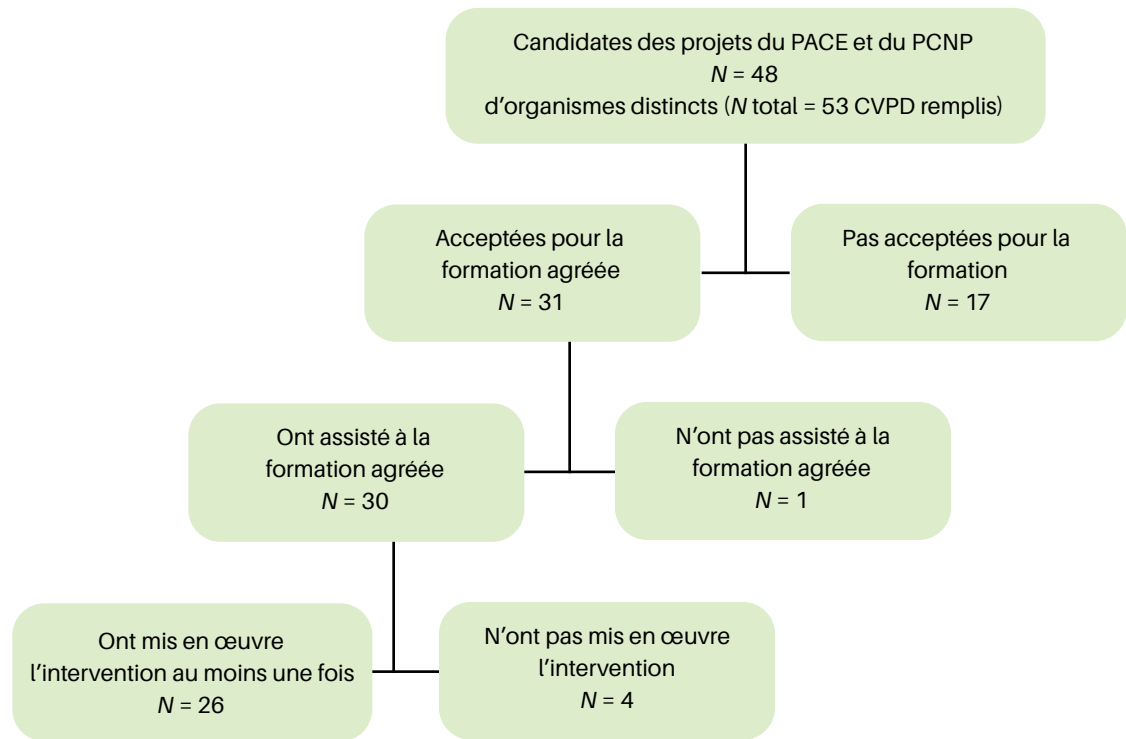 Candidates des projets du PACE et du PCNP
N = 48
d'organismes distincts (N total = 53 CVPD remplis)
Acceptées pour la
formation agréée
N = 31
Pas acceptées pour la
formation
N = 17
Ont assisté à la
formation agréée
N = 30
N'ont pas assisté à la
formation agréée
N = 1
Ont mis en œuvre
l'intervention au moins une fois
N = 26
N'ont pas mis en œuvre
l'intervention
N = 4